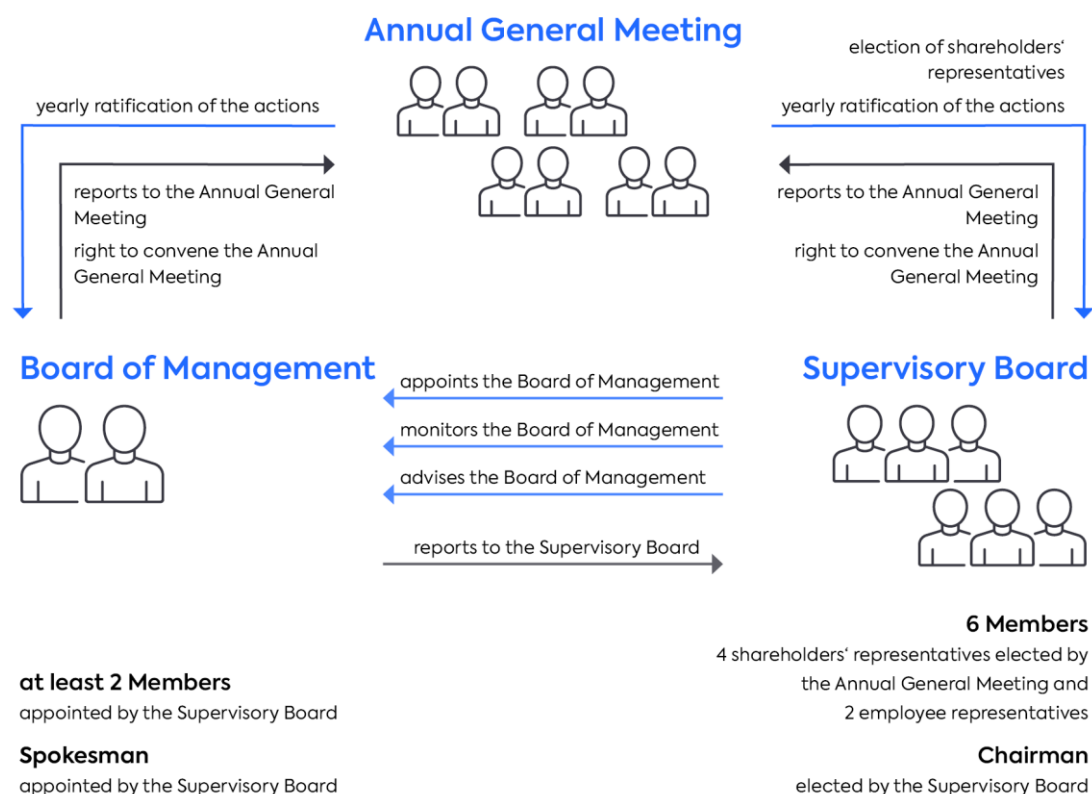 Annual General Meeting
election of shareholders‘
representatives
yearly ratification of the actions
yearly ratification of the actions
reports to the Annual General
Meeting
right to convene the Annual
General Meeting
reports to the Annual General
Meeting
right to convene the Annual
General Meeting
Board of Management
appoints the Board of Management
monitors the Board of Management
advises the Board of Management
reports to the Supervisory Board
Supervisory Board
at least 2 Members
appointed by the Supervisory Board
Spokesman
appointed by the Supervisory Board
6 Members
4 shareholders‘ representatives elected by
the Annual General Meeting and
2 employee representatives
Chairman
elected by the Supervisory Board